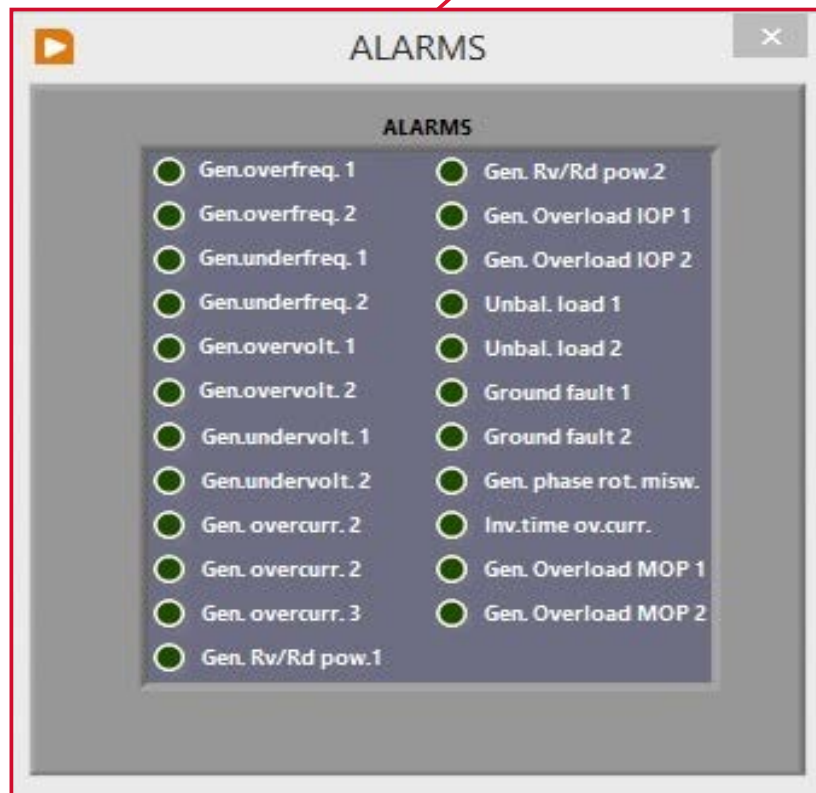 ALARMS
ALARMS
Gen.overfreq. 1
Gen.overfreq. 2
Gen.underfreq. 1
Gen.underfreq. 2
Gen.overvolt. 1
Gen.overvolt. 2
Gen.undervolt. 1
Gen.undervolt. 2
Gen. overcurr. 2
Gen. overcurr. 2
Gen. overcurr. 3
Gen. Rv/Rd pow.1
Gen. Rv/Rd pow.2
Gen. Overload IOP 1
Gen. Overload IOP 2
Unbal. load 1
Unbal. load 2
Ground fault 1
Ground fault 2
Gen. phase rot. misw.
Inv.time ov.curr.
Gen. Overload MOP 1
Gen. Overload MOP 2